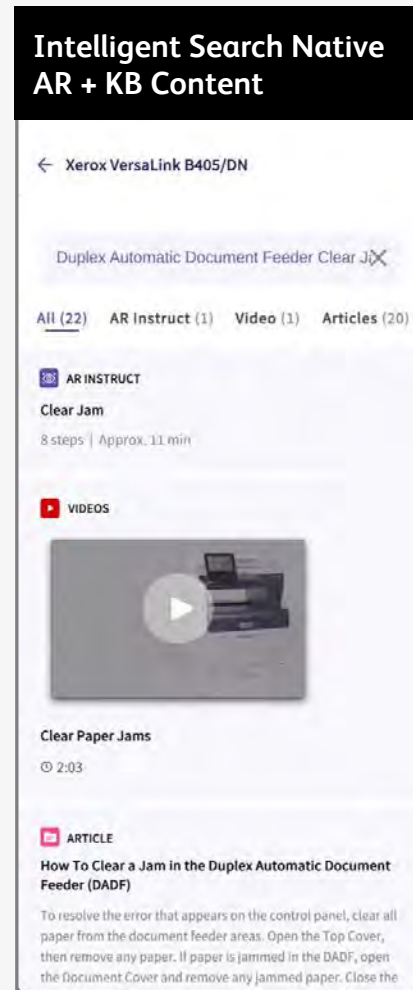 Intelligent Search Native
AR + KB Content
Xerox VersaLink B405/DN
Duplex Automatic Document Feeder Clear
All (22) AR Instruct (1) Video (1) Articles (20)
AR INSTRUCT
Clear Jam
8 steps | Approx. 11 min
VIDEOS
Clear Paper Jams
2:03
ARTICLE
How To Clear a Jam in the Duplex Automatic Document
Feeder (DADF)
To resolve the error that appears on the control panel, clear all
paper from the document feeder areas. Open the Top Cover,
then remove any paper. If paper is jammed in the DADF, open
the Document Cover and remove any jammed paper. Close the